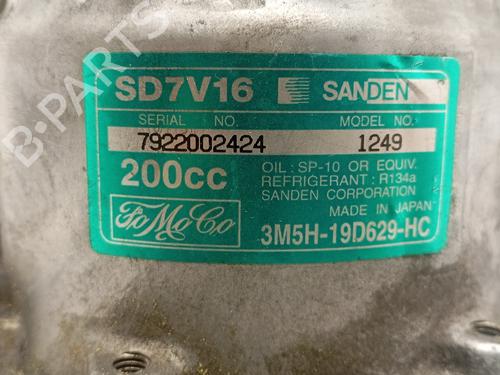 B-PARTS
SD7V16 SANDEN
SERIAL NO. MODEL NO.
7922002424 1249
200cc OIL : SP-10 OR EQUIV.
REFRIGERANT : R134a
SANDEN CORPORATION
MADE IN JAPAN
FoMoCo 3M5H-19D629-HC